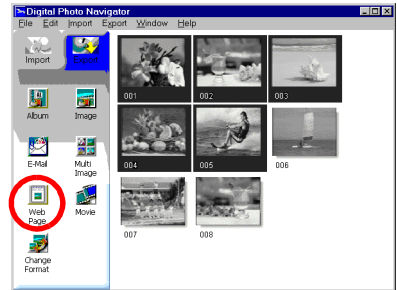 Digital Photo Navigator
File Edit Import Export Window Help
Import Export
001 002 003
Album Image
004 005 006
E-Mail Multi Image
Web Page Movie
007 008
Change Format